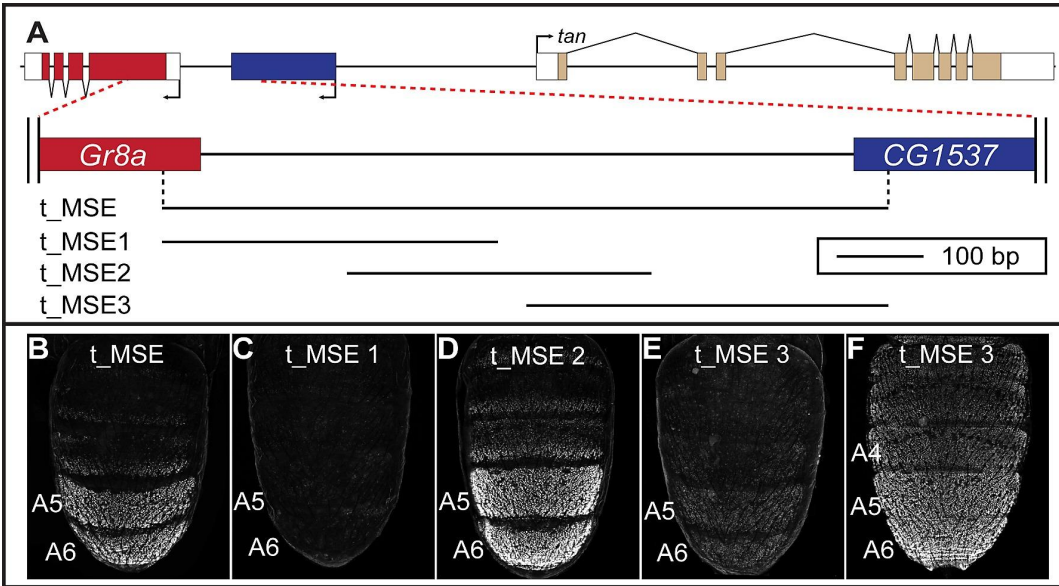 A
tan
Gr8a
CG1537
t_MSE
t_MSE1
t_MSE2
100 bp
t_MSE3
B t_MSE
A5
A6
C t_MSE 1
A5
A6
D t_MSE 2
A5
A6
E t_MSE 3
A5
A6
F t_MSE 3
A4
A5
A6